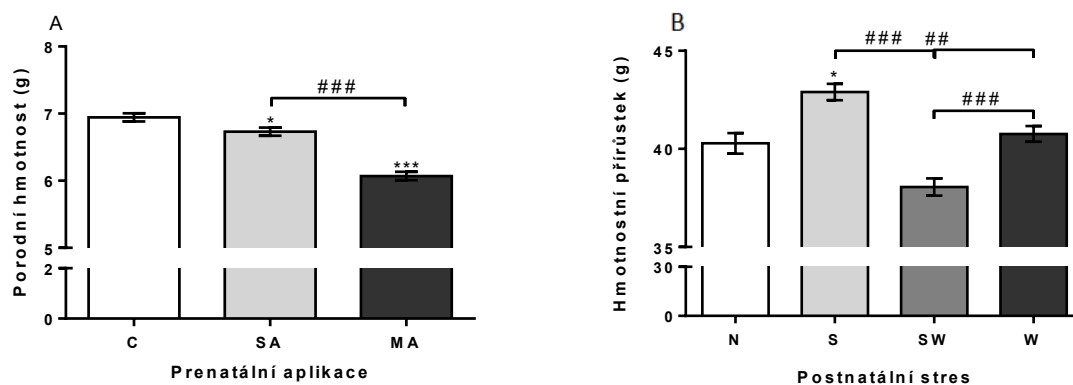 A
Porodní hmotnost (g)
8
7
6
5
2
0
###
*
***
C SA MA
Prenatální aplikace
B
Hmotnostní přírůstek (g)
45
40
35
30
0
### ##
*
###
N S SW W
Postnatální stres